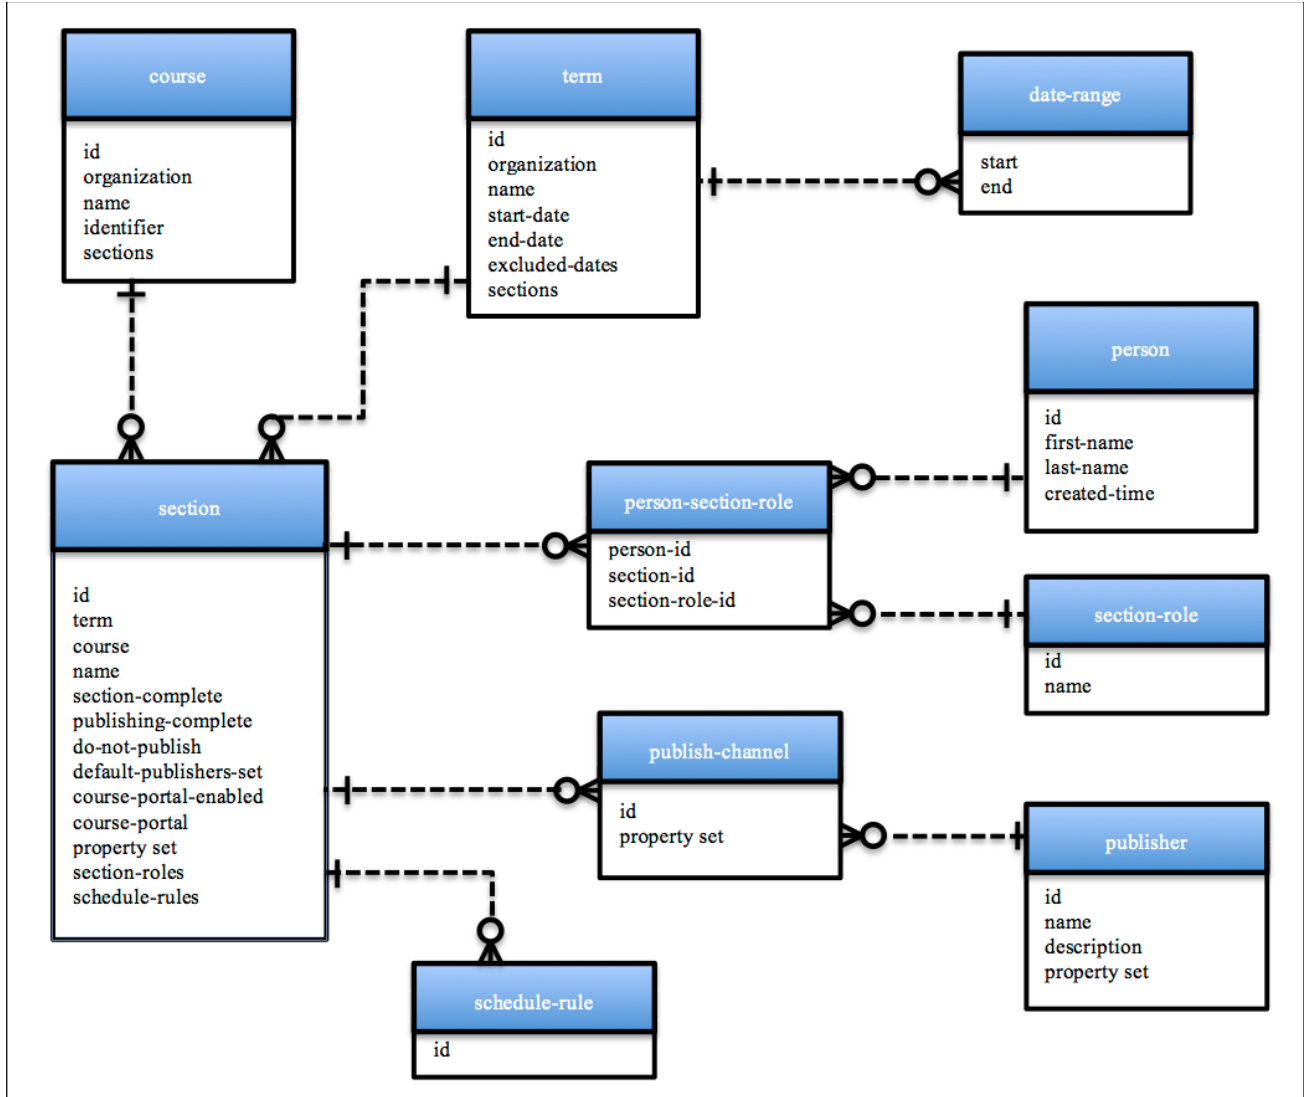 course
id
organization
name
identifier
sections
term
id
organization
name
start-date
end-date
excluded-dates
sections
date-range
start
end
person
id
first-name
last-name
created-time
section
id
term
course
name
section-complete
publishing-complete
do-not-publish
default-publishers-set
course-portal-enabled
course-portal
property set
section-roles
schedule-rules
person-section-role
person-id
section-id
section-role-id
section-role
id
name
publish-channel
id
property set
publisher
id
name
description
property set
schedule-rule
id